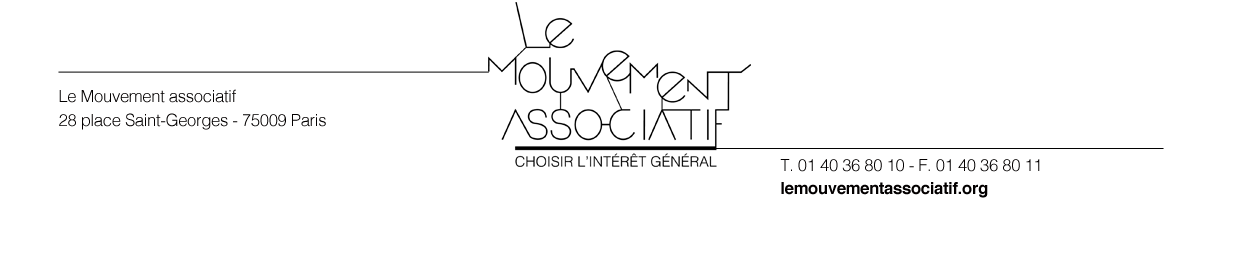 Le
Mouvement
Associatif
CHOISIR L'INTÉRÊT GÉNÉRAL
Le Mouvement associatif
28 place Saint-Georges - 75009 Paris
T. 01 40 36 80 10 - F. 01 40 36 80 11
lemouvementassociatif.org